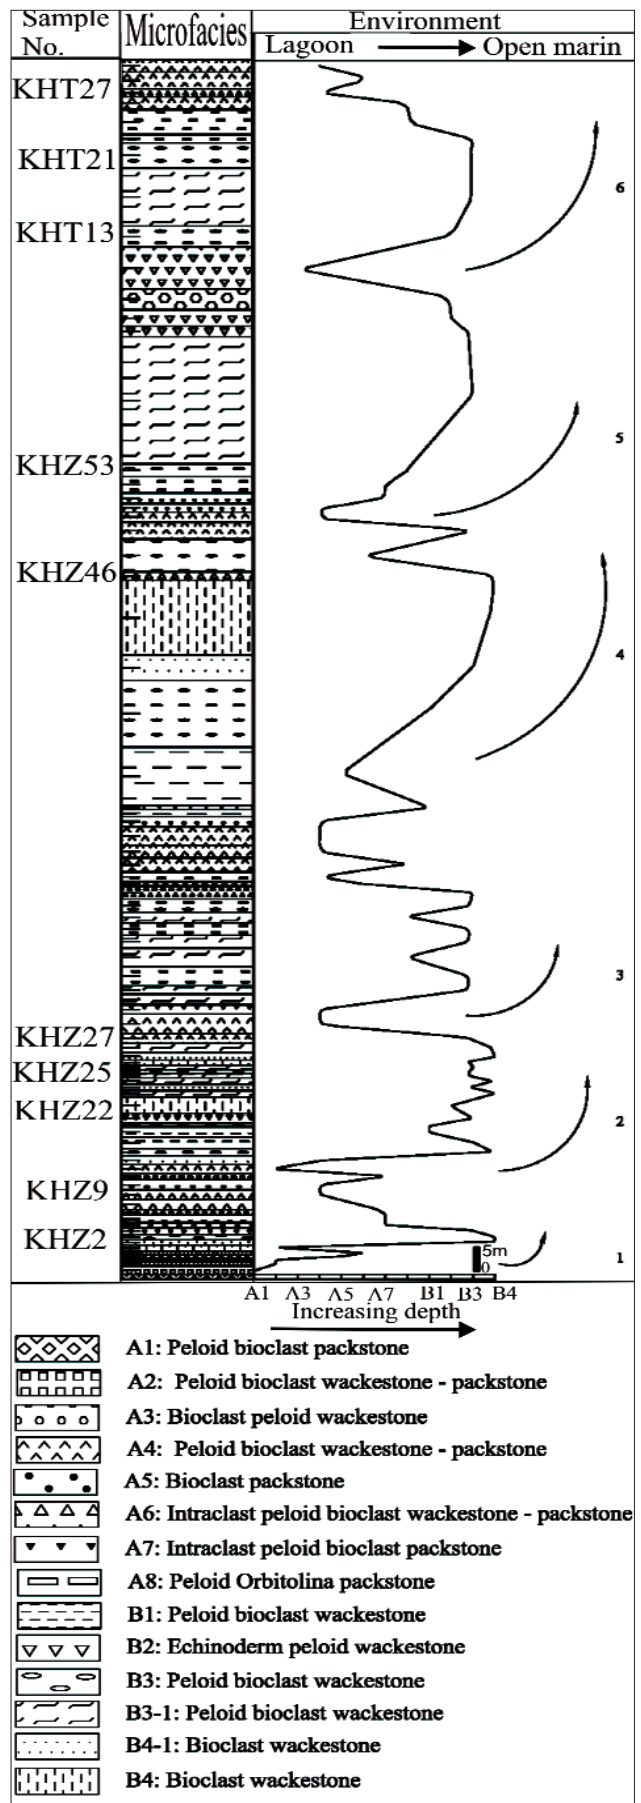 Sample
No.
Microfacies
Environment
Lagoon
Open marin
KHT27
KHT21
6
KHT13
5
KHZ53
KHZ46
4
3
KHZ27
KHZ25
KHZ22
2
KHZ9
KHZ2
5m
0
1
A1 Λ3 Λ5 Λ7 B1 B3 B4
Increasing depth
A1: Peloid bioclast packstone
A2: Peloid bioclast wackestone - packstone
A3: Bioclast peloid wackestone
A4: Peloid bioclast wackestone - packstone
A5: Bioclast packstone
A6: Intraclast peloid bioclast wackestone - packstone
A7: Intraclast peloid bioclast packstone
A8: Peloid Orbitolina packstone
B1: Peloid bioclast wackestone
B2: Echinoderm peloid wackestone
B3: Peloid bioclast wackestone
B3-1: Peloid bioclast wackestone
B4-1: Bioclast wackestone
B4: Bioclast wackestone